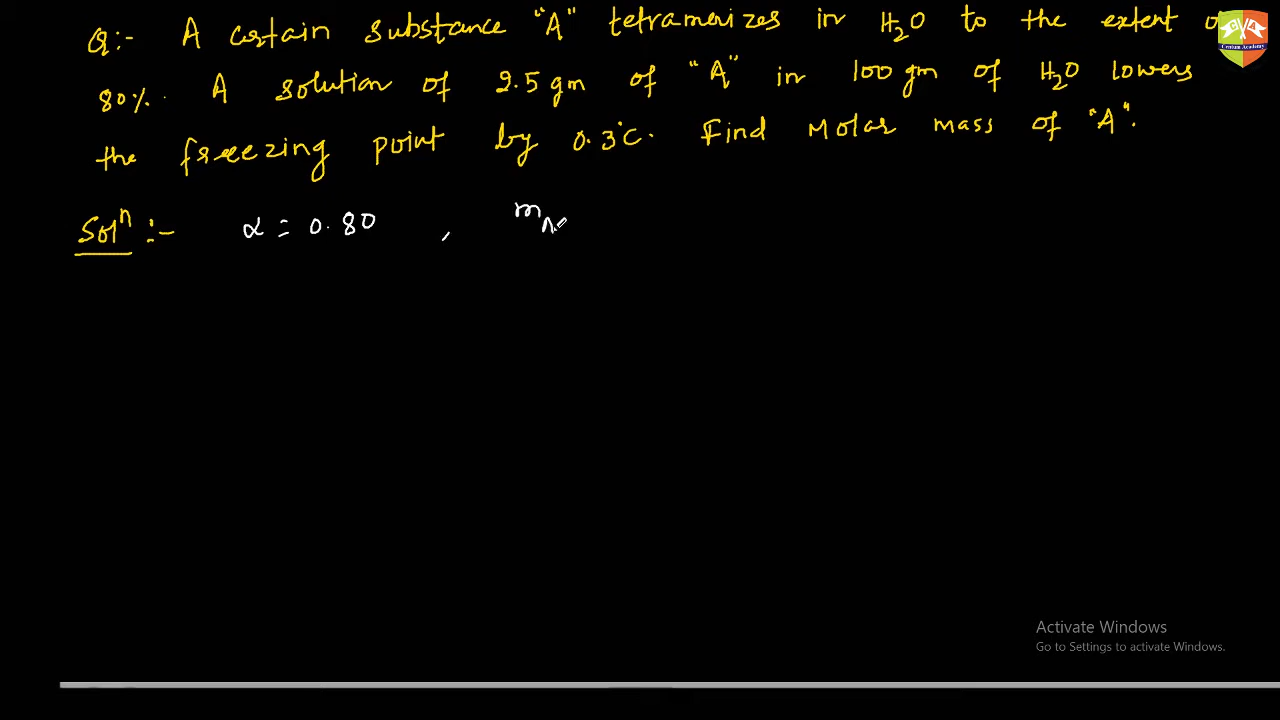 Q:- A certain substance "A" tetramerizes in H₂O to the extent o
80%. A solution of 2.5 gm of "A" in 100 gm of H₂O lowers
the freezing point by 0.3°C. Find Molar mass of "A".
Solⁿ :- α = 0.80 , m
Centum Academy
Activate Windows
Go to Settings to activate Windows.